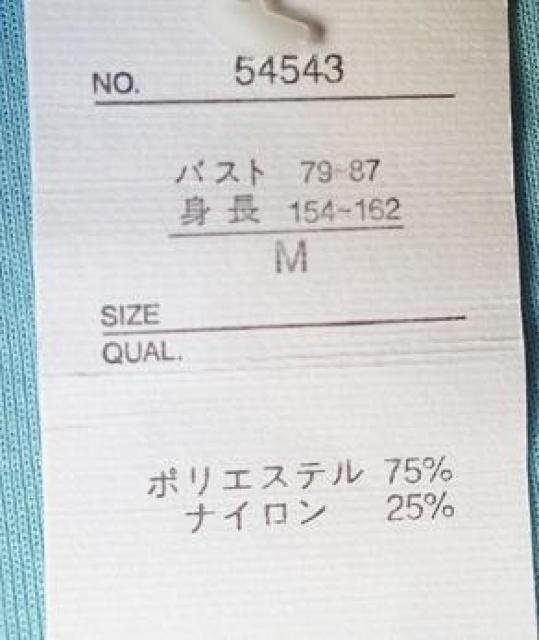 NO. 54543
バスト 79-87
身長 154~162
M
SIZE
QUAL.
ポリエステル 75%
ナイロン 25%